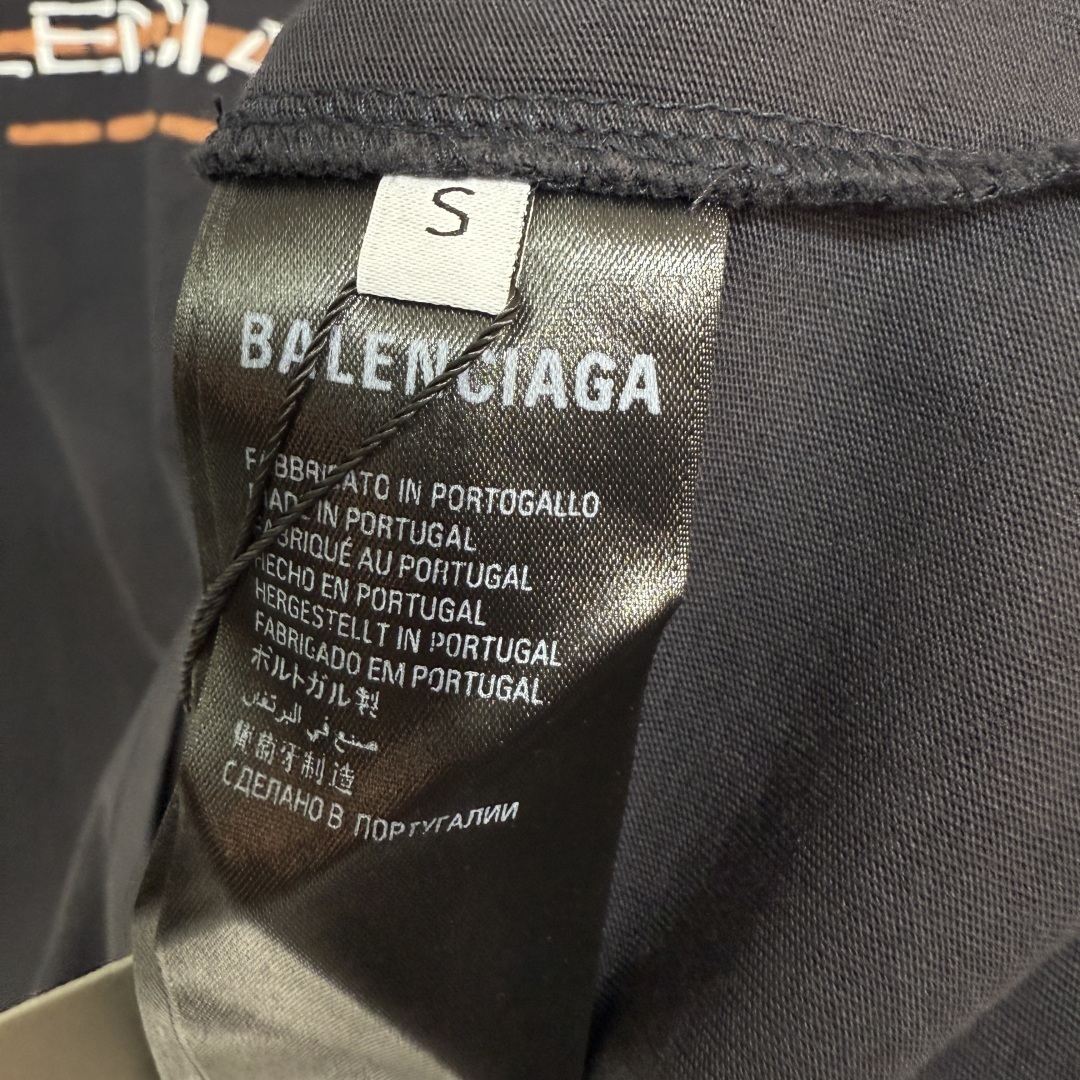 S
BALENCIAGA
FABBRICATO IN PORTOGALLO
MADE IN PORTUGAL
FABRIQUÉ AU PORTUGAL
HECHO EN PORTUGAL
HERGESTELLT IN PORTUGAL
FABRICADO EM PORTUGAL
ポルトガル製
صنع في البرتغال
葡萄牙制造
СДЕЛАНО В ПОРТУГАЛИИ